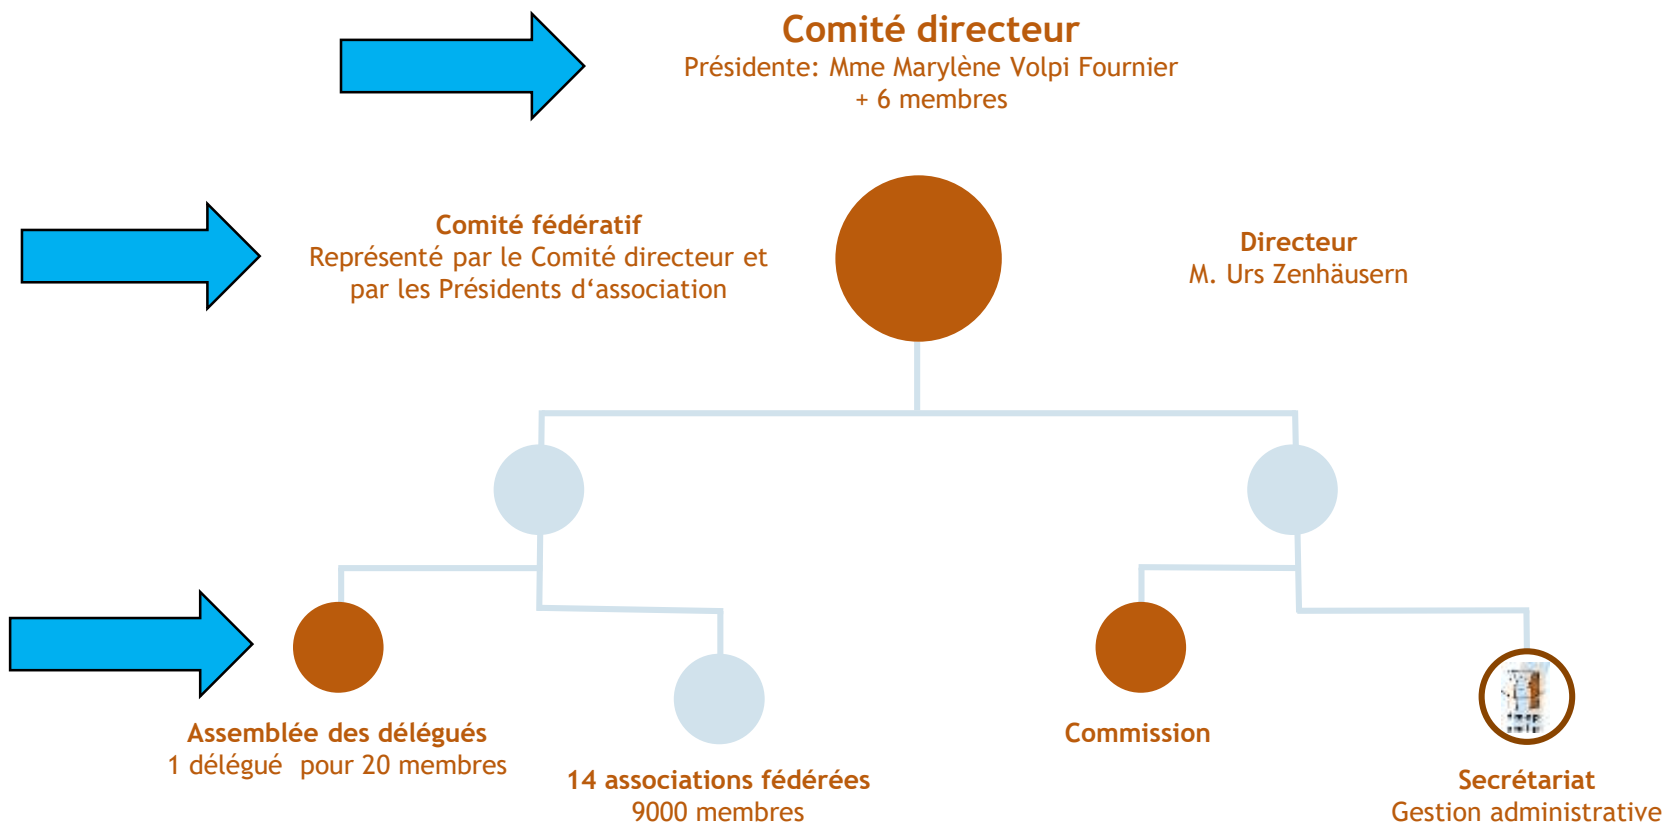 Comité directeur
Présidente: Mme Marylène Volpi Fournier
+ 6 membres
Comité fédératif
Représenté par le Comité directeur et
par les Présidents d‘association
Directeur
M. Urs Zenhäusern
Assemblée des délégués
1 délégué  pour 20 membres
14 associations fédérées
9000 membres
Commission
Secrétariat
Gestion administrative